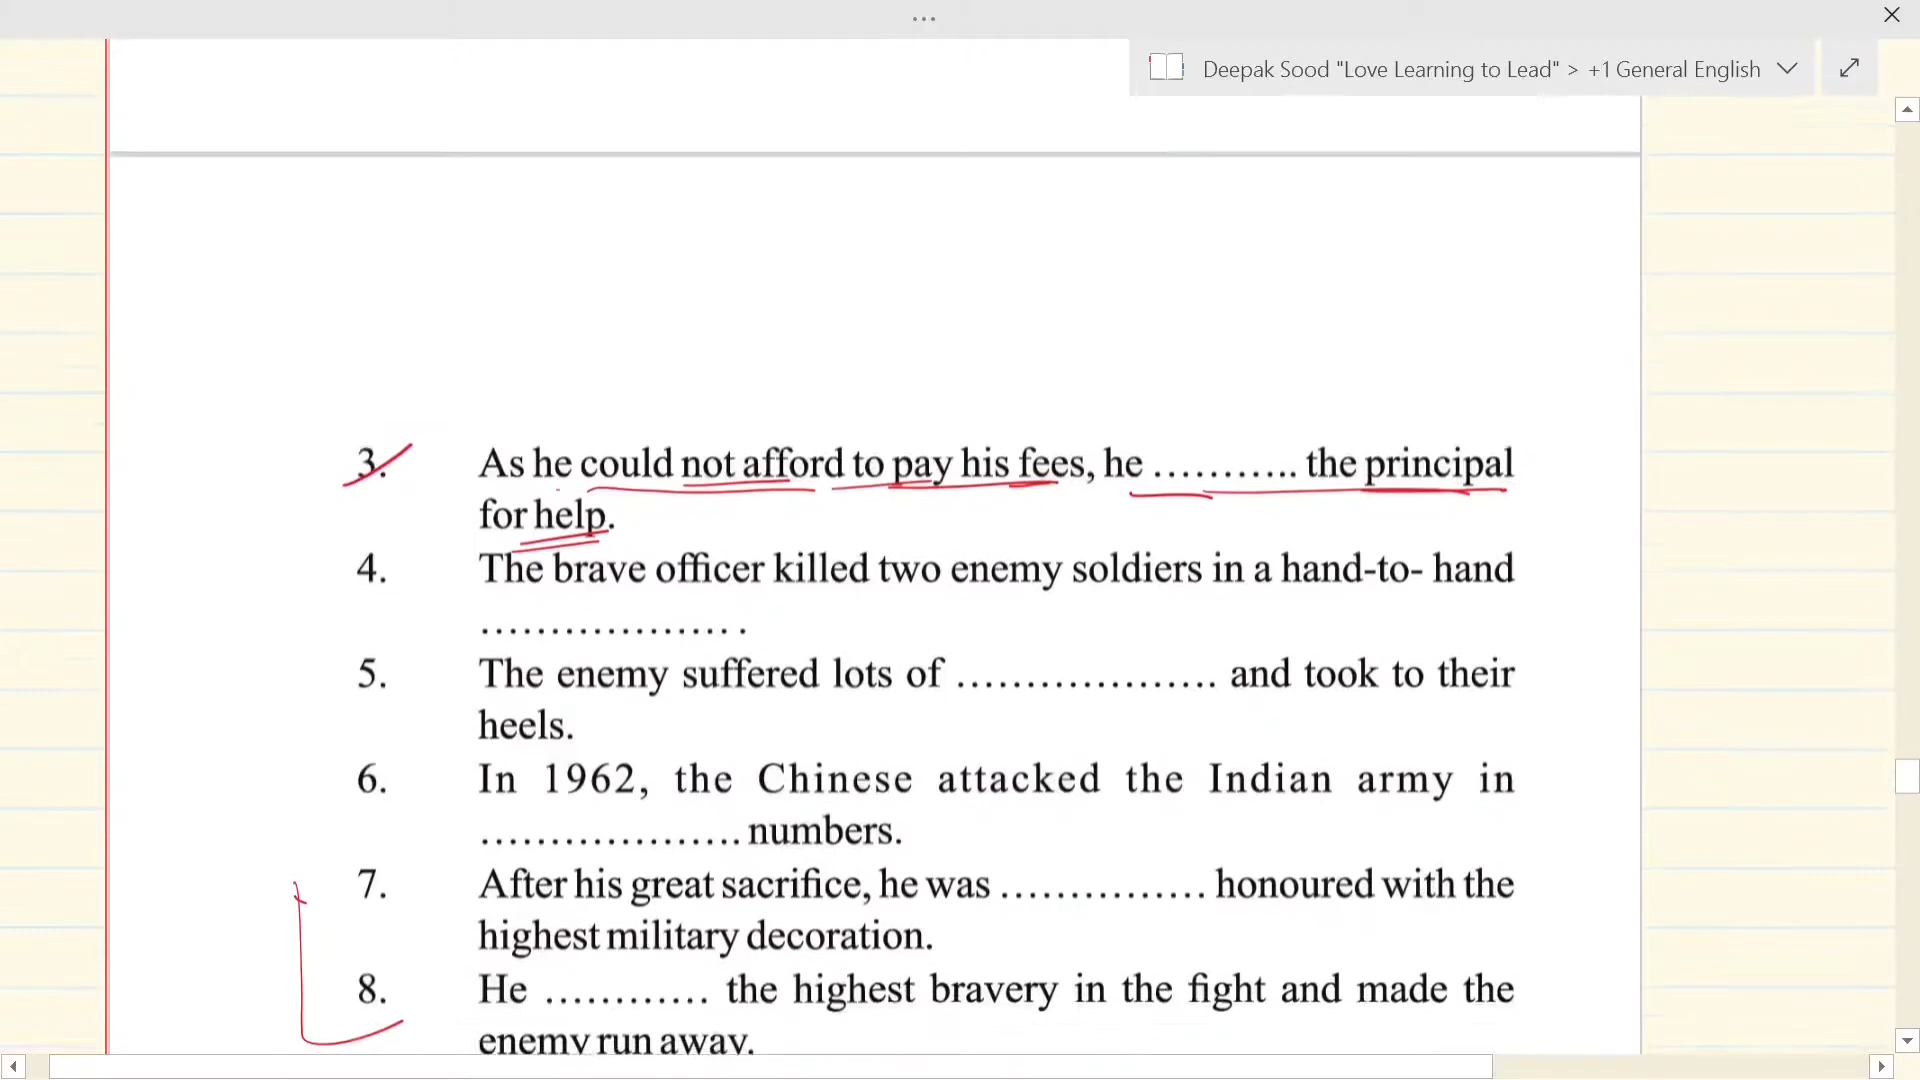 ...
Deepak Sood "Love Learning to Lead" > +1 General English
3. As he could not afford to pay his fees, he ........... the principal
for help.
4. The brave officer killed two enemy soldiers in a hand-to- hand
................... .
5. The enemy suffered lots of ................... and took to their
heels.
6. In 1962, the Chinese attacked the Indian army in
................... numbers.
7. After his great sacrifice, he was ............... honoured with the
highest military decoration.
8. He ............ the highest bravery in the fight and made the
enemy run away.